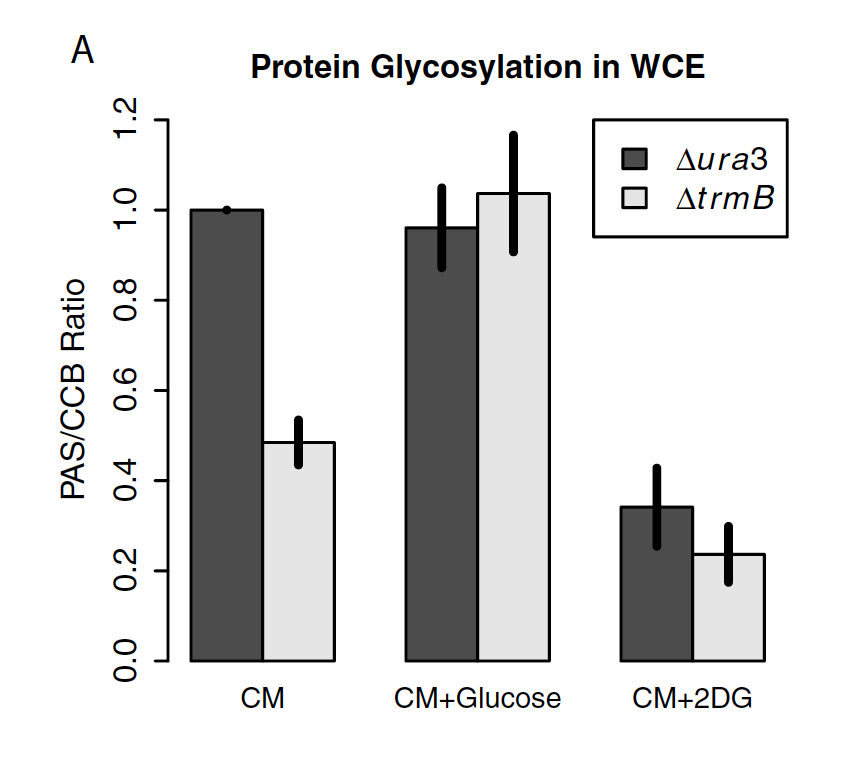 A
Protein Glycosylation in WCE
Δura3
ΔtrmB
PAS/CCB Ratio
1.2
1.0
0.8
0.6
0.4
0.2
0.0
CM
CM+Glucose
CM+2DG